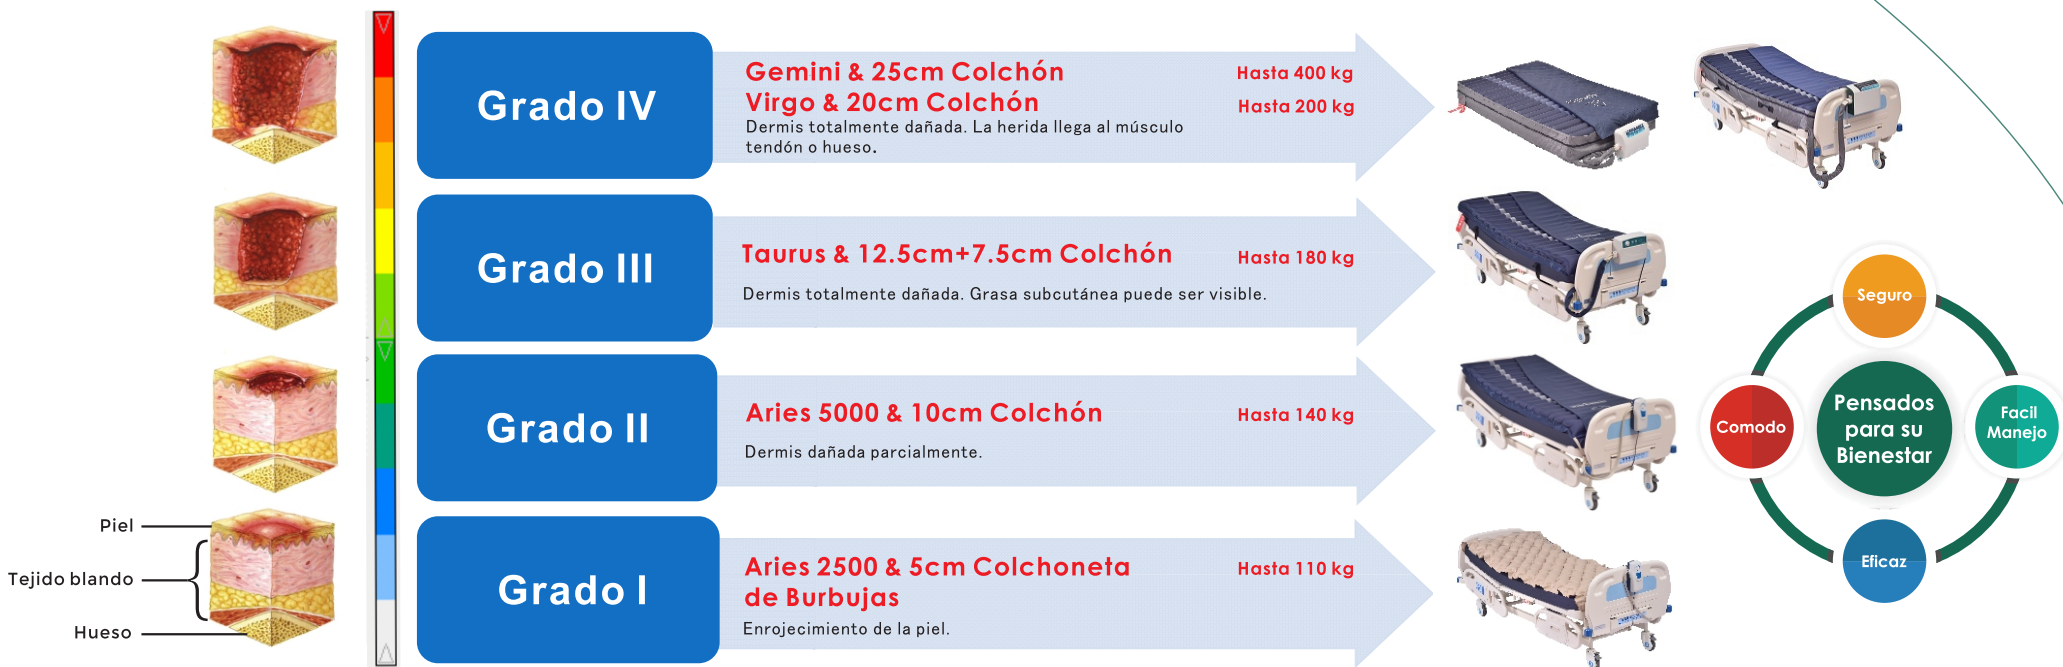 Grado IV
Gemini & 25cm Colchón
Hasta 400 kg
Virgo & 20cm Colchón
Hasta 200 kg
Dermis totalmente dañada. La herida llega al músculo
tendón o hueso.
Grado III
Taurus & 12.5cm+7.5cm Colchón
Hasta 180 kg
Dermis totalmente dañada. Grasa subcutánea puede ser visible.
Grado II
Aries 5000 & 10cm Colchón
Hasta 140 kg
Dermis dañada parcialmente.
Piel
Tejido blando
Hueso
Grado I
Aries 2500 & 5cm Colchoneta
de Burbujas
Hasta 110 kg
Enrojecimiento de la piel.
Seguro
Comodo
Pensados
para su
Bienestar
Facil
Manejo
Eficaz